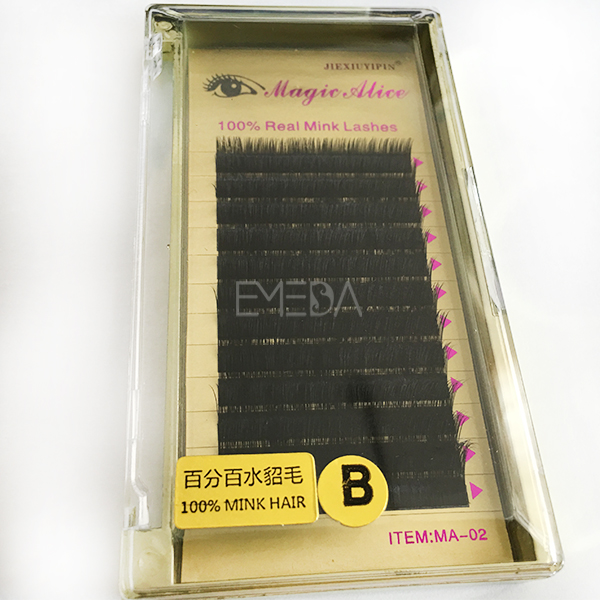 JIEXIUYIPIN®
Magic Alice
100% Real Mink Lashes
EMEDA
百分百水貂毛
100% MINK HAIR
B
ITEM:MA-02